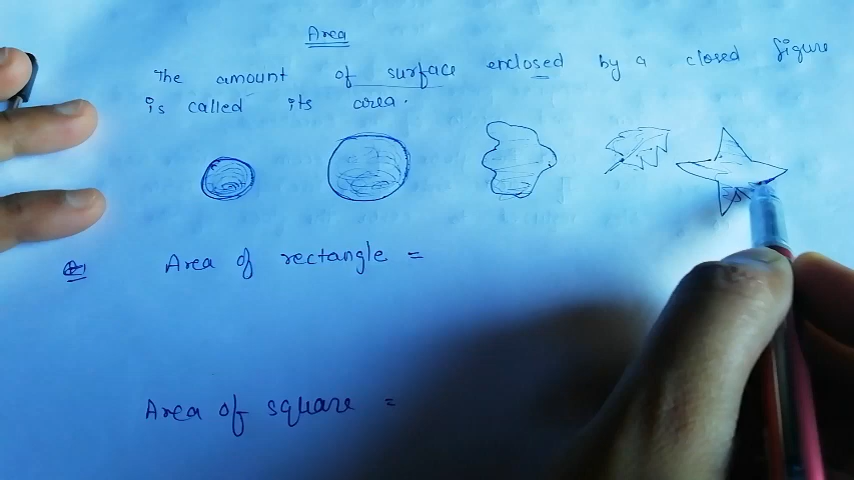 Area
The amount of surface enclosed by a closed figure
is called its area.
Area of rectangle =
Area of square =